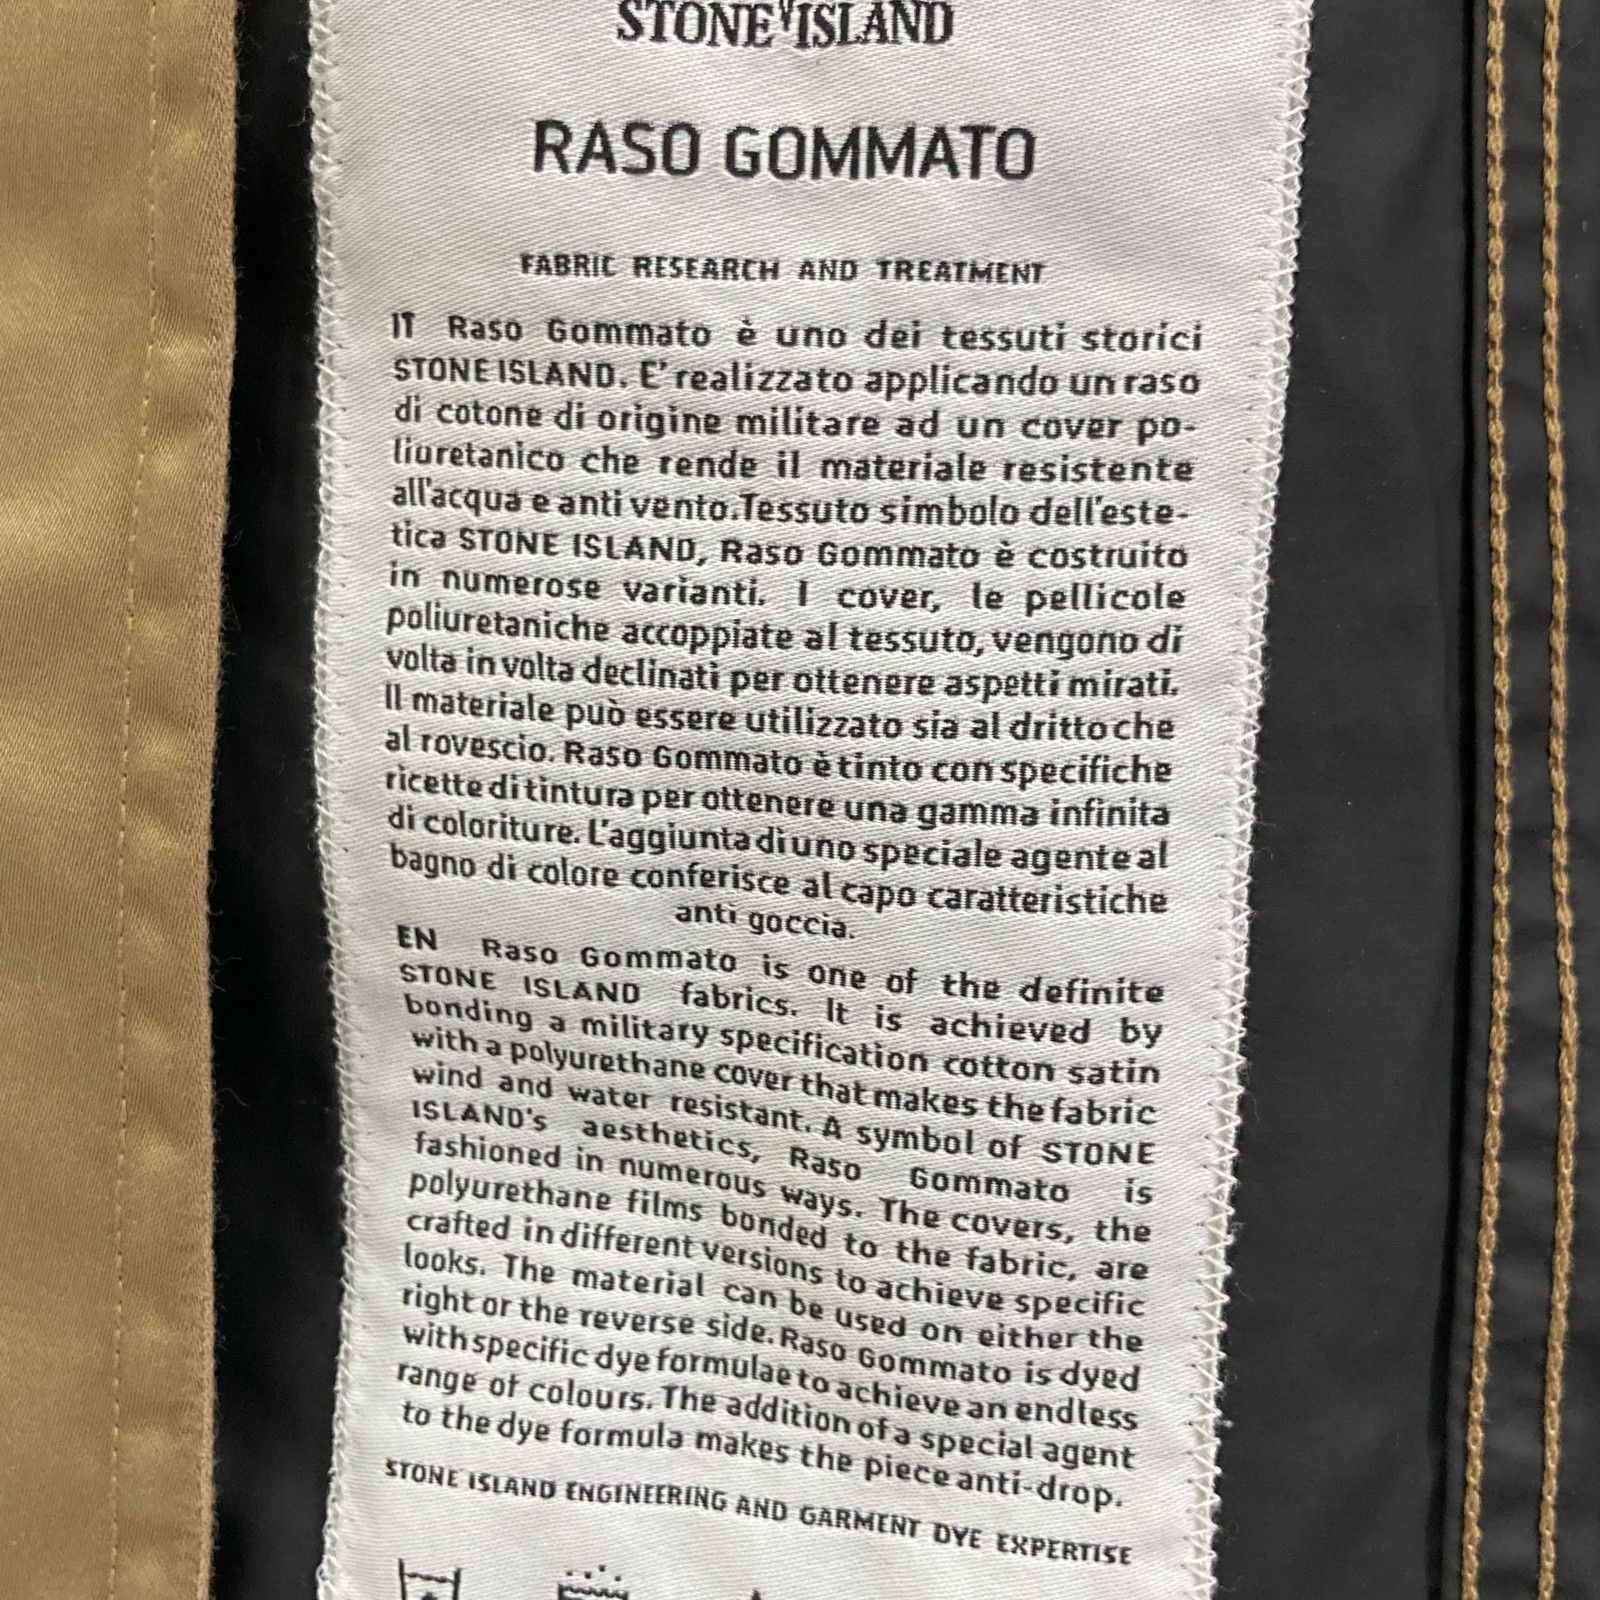 STONE ISLAND
RASO GOMMATO
FABRIC RESEARCH AND TREATMENT
IT Raso Gommato è uno dei tessuti storici
STONE ISLAND. E' realizzato applicando un raso
di cotone di origine militare ad un cover po-
liuretanico che rende il materiale resistente
all'acqua e anti vento. Tessuto simbolo dell'este-
tica STONE ISLAND, Raso Gommato è costruito
in numerose varianti. I cover, le pellicole
poliuretaniche accoppiate al tessuto, vengono di
volta in volta declinati per ottenere aspetti mirati.
Il materiale può essere utilizzato sia al dritto che
al rovescio. Raso Gommato è tinto con specifiche
ricette di tintura per ottenere una gamma infinita
di coloriture. L'aggiunta di uno speciale agente al
bagno di colore conferisce al capo caratteristiche
anti goccia.
EN Raso Gommato is one of the definite
STONE ISLAND fabrics. It is achieved by
bonding a military specification cotton satin
with a polyurethane cover that makes the fabric
wind and water resistant. A symbol of STONE
ISLAND's aesthetics, Raso Gommato is
fashioned in numerous ways. The covers, the
polyurethane films bonded to the fabric, are
crafted in different versions to achieve specific
looks. The material can be used on either the
right or the reverse side. Raso Gommato is dyed
with specific dye formulae to achieve an endless
range of colours. The addition of a special agent
to the dye formula makes the piece anti-drop.
STONE ISLAND ENGINEERING AND GARMENT DYE EXPERTISE